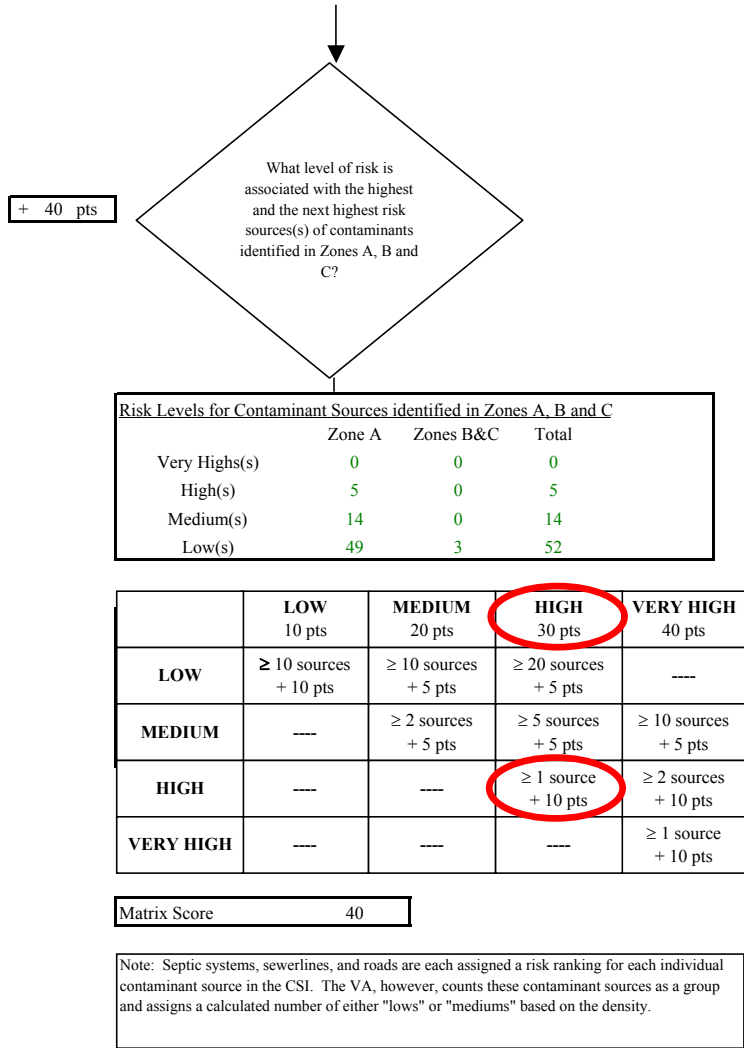 What level of risk is
associated with the highest
and the next highest risk
sources(s) of contaminants
identified in Zones A, B and
C?
+ 40 pts
Risk Levels for Contaminant Sources identified in Zones A, B and C
Zone A Zones B&C Total
Very Highs(s) 0 0 0
High(s) 5 0 5
Medium(s) 14 0 14
Low(s) 49 3 52
LOW MEDIUM HIGH VERY HIGH
10 pts 20 pts 30 pts 40 pts
LOW ≥ 10 sources + 10 pts ≥ 10 sources + 5 pts ≥ 20 sources + 5 pts ----
MEDIUM ---- ≥ 2 sources + 5 pts ≥ 5 sources + 5 pts ≥ 10 sources + 5 pts
HIGH ---- ---- ≥ 1 source + 10 pts ≥ 2 sources + 10 pts
VERY HIGH ---- ---- ---- ≥ 1 source + 10 pts
Matrix Score 40
Note: Septic systems, sewerlines, and roads are each assigned a risk ranking for each individual
contaminant source in the CSI. The VA, however, counts these contaminant sources as a group
and assigns a calculated number of either "lows" or "mediums" based on the density.